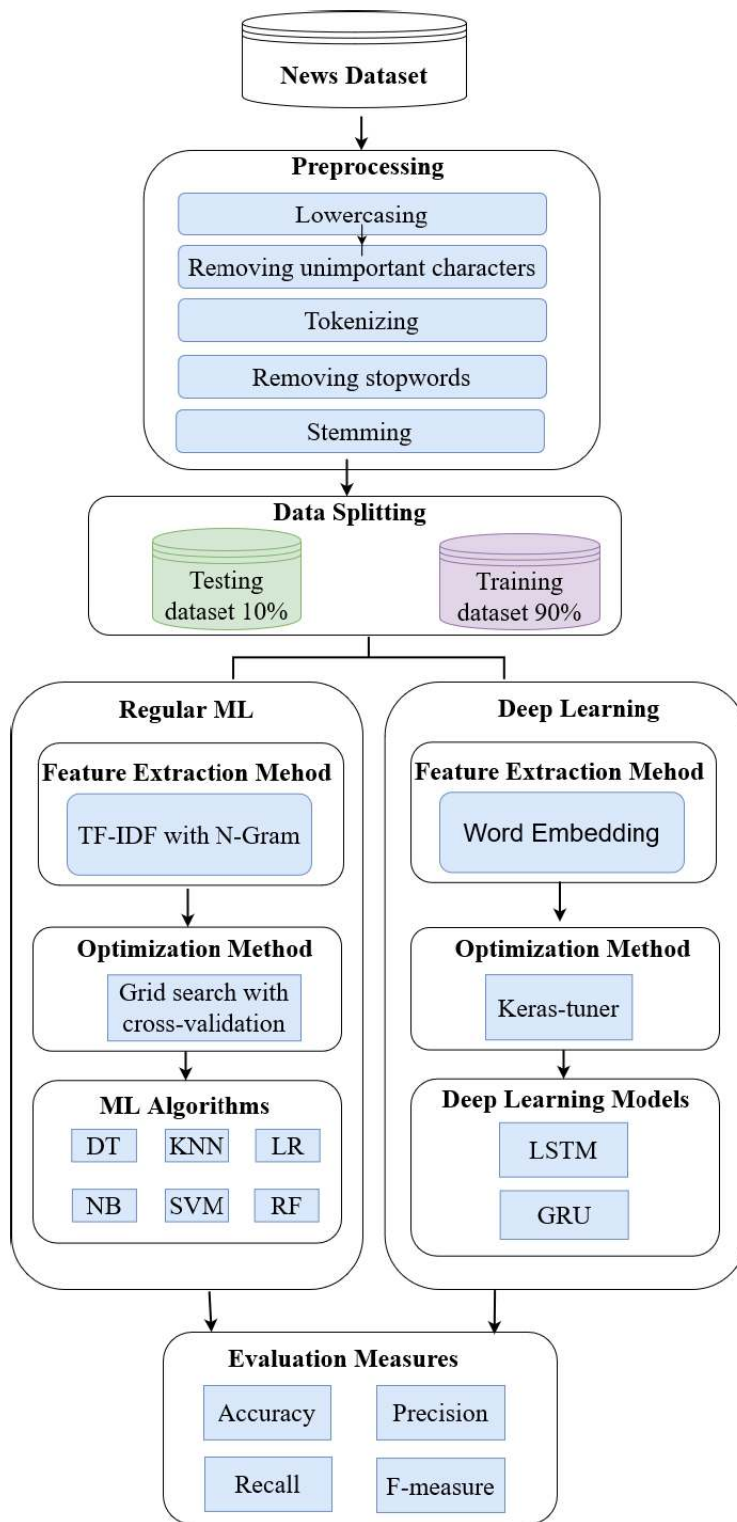 News Dataset
Preprocessing
Lowercasing
Removing unimportant characters
Tokenizing
Removing stopwords
Stemming
Data Splitting
Testing
dataset 10%
Training
dataset 90%
Regular ML
Feature Extraction Mehod
TF-IDF with N-Gram
Optimization Method
Grid search with
cross-validation
ML Algorithms
DT KNN LR
NB SVM RF
Deep Learning
Feature Extraction Mehod
Word Embedding
Optimization Method
Keras-tuner
Deep Learning Models
LSTM
GRU
Evaluation Measures
Accuracy Precision
Recall F-measure